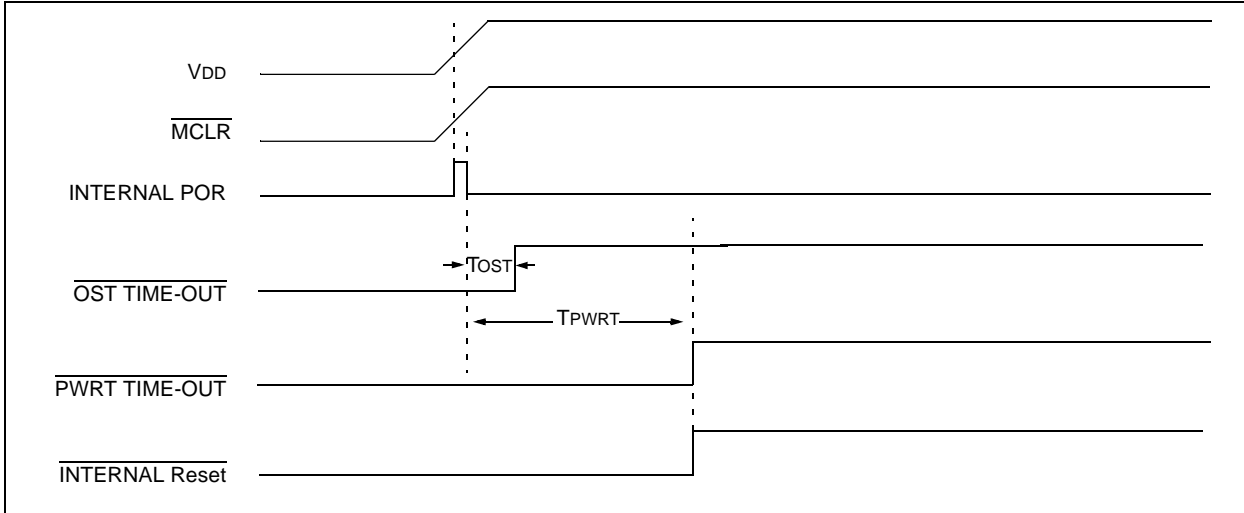 VDD
MCLR
INTERNAL POR
TOST
OST TIME-OUT
TPWRT
PWRT TIME-OUT
INTERNAL Reset